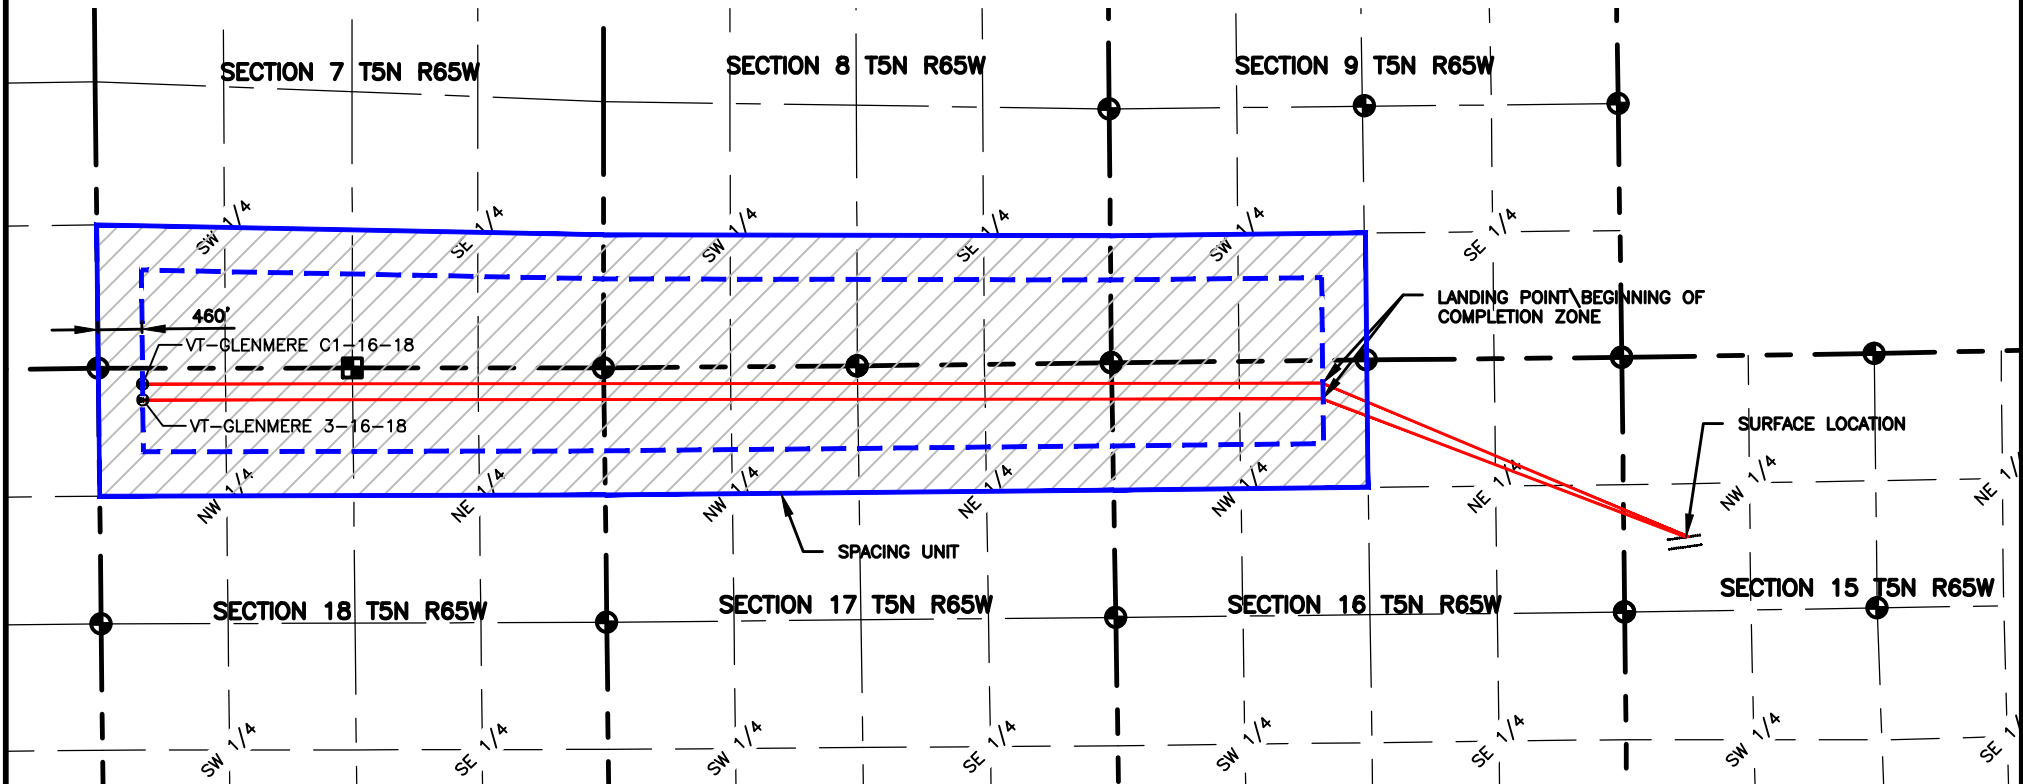 SECTION 7 T5N R65W
SECTION 8 T5N R65W
SECTION 9 T5N R65W
SW 1/4
SE 1/4
SW 1/4
SE 1/4
SW 1/4
SE 1/4
LANDING POINT\BEGINNING OF
COMPLETION ZONE
460'
VT-GLENMERE C1-16-18
VT-GLENMERE 3-16-18
SURFACE LOCATION
NW 1/4
NE 1/4
NW 1/4
NE 1/4
NW 1/4
NE 1/4
NW 1/4
NE 1/
SPACING UNIT
SECTION 18 T5N R65W
SECTION 17 T5N R65W
SECTION 16 T5N R65W
SECTION 15 T5N R65W
SW 1/4
SE 1/4
SW 1/4
SE 1/4
SW 1/4
SE 1/4
SW 1/4
SE 1/